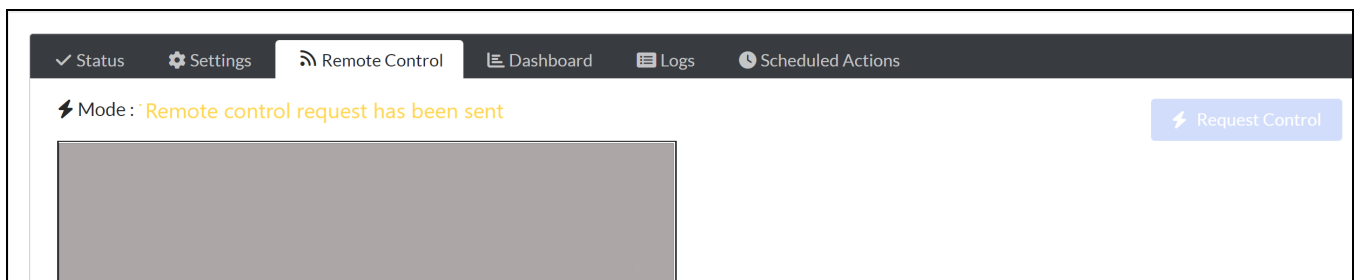 Status Settings Remote Control Dashboard Logs Scheduled Actions
Mode : Remote control request has been sent
Request Control